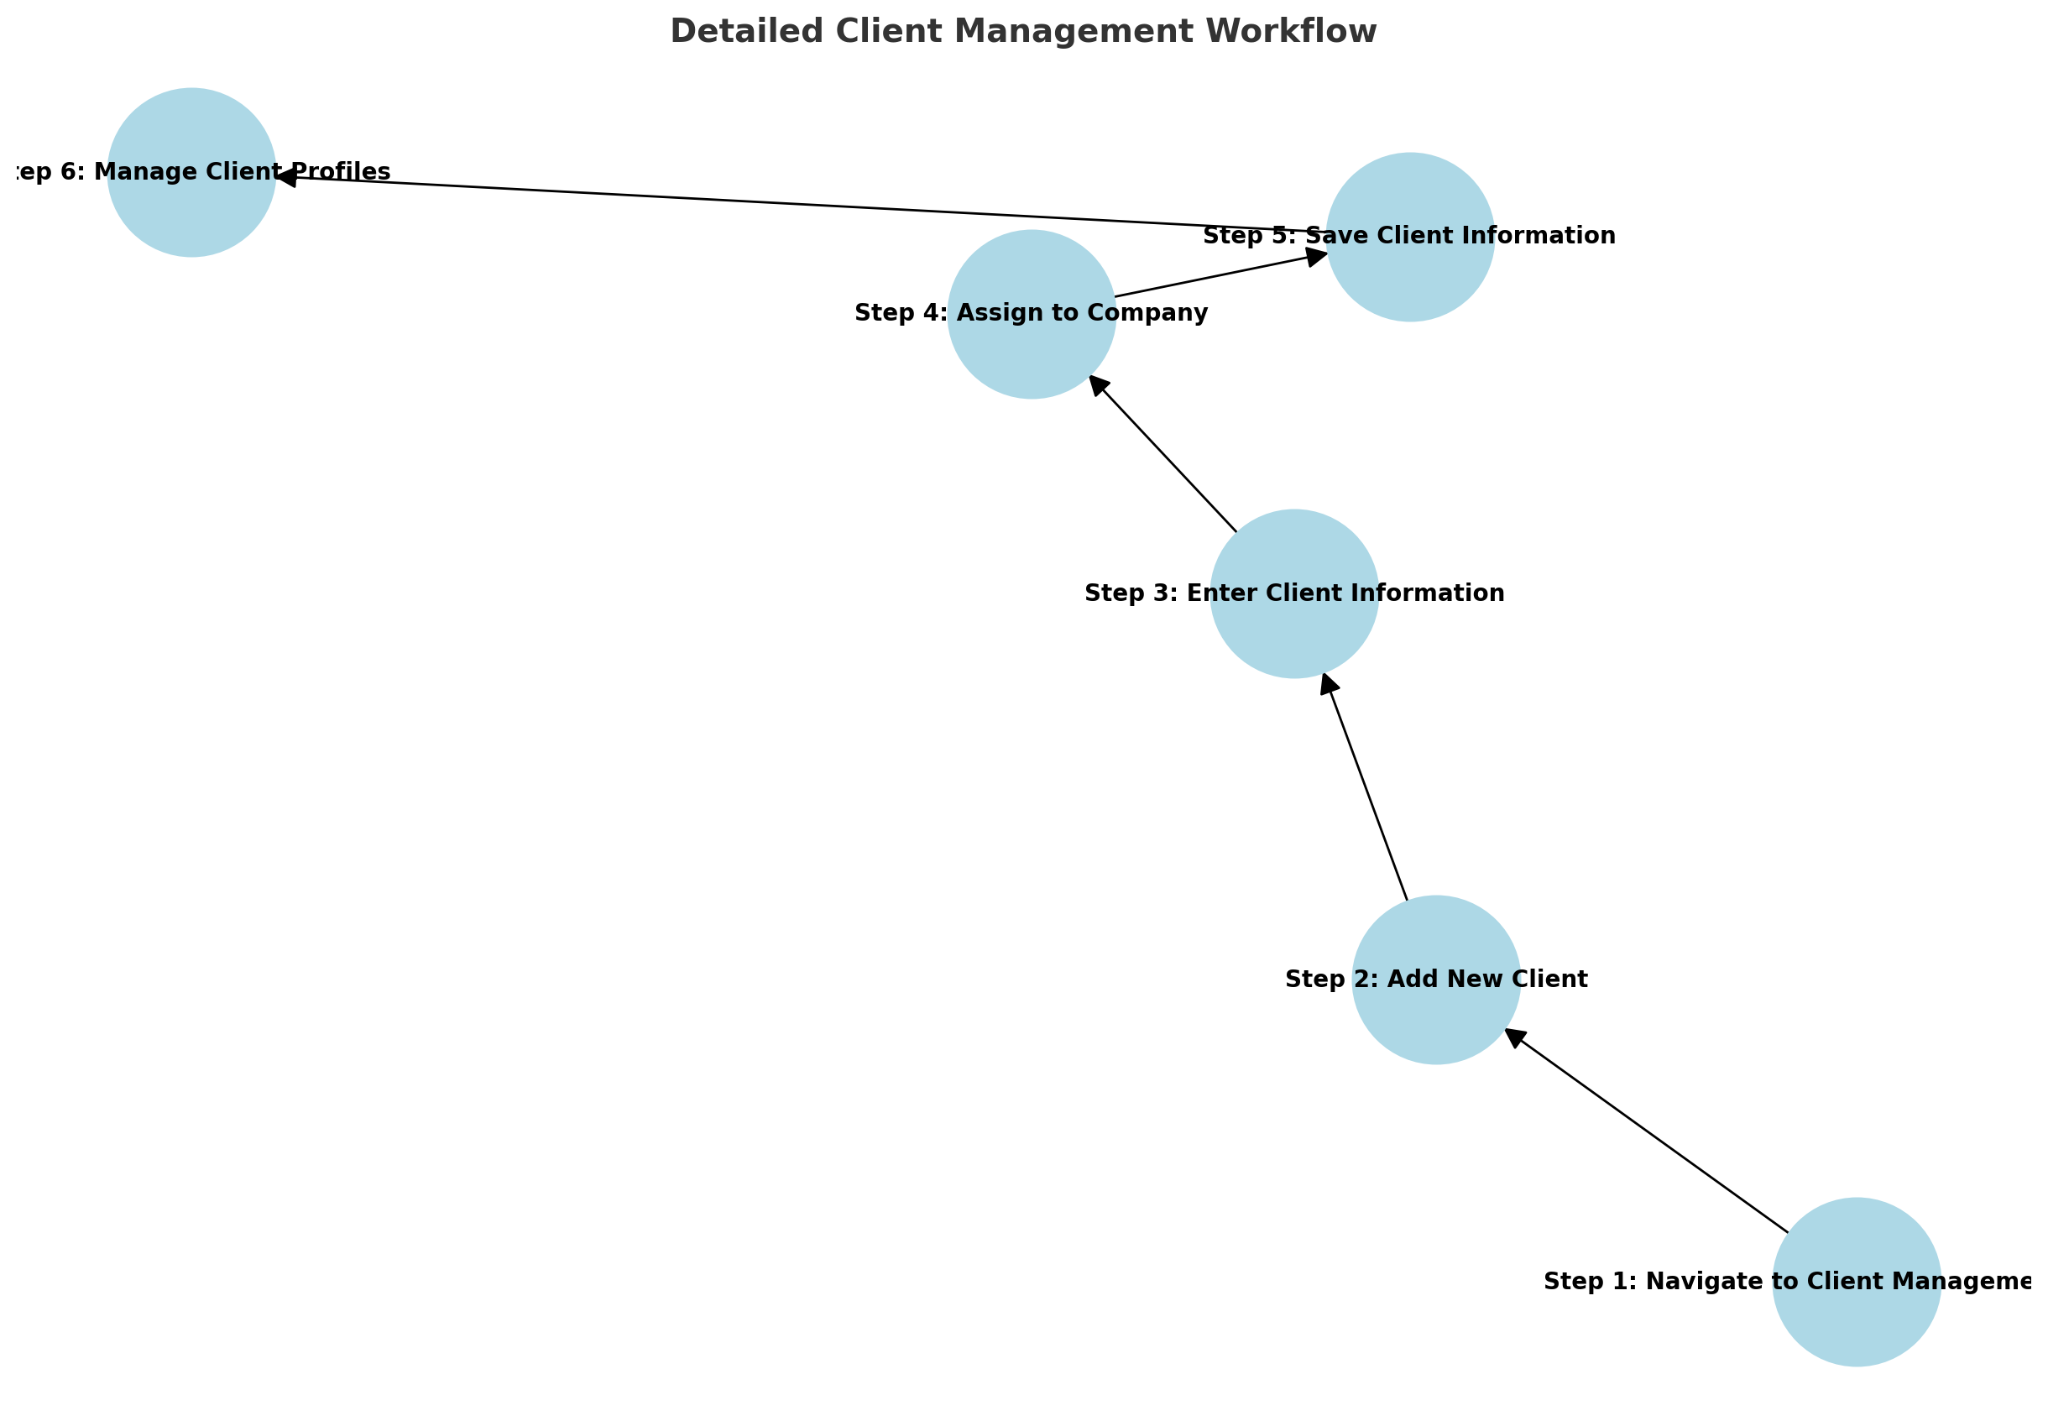 Detailed Client Management Workflow
tep 6: Manage Client Profiles
Step 5: Save Client Information
Step 4: Assign to Company
Step 3: Enter Client Information
Step 2: Add New Client
Step 1: Navigate to Client Manageme